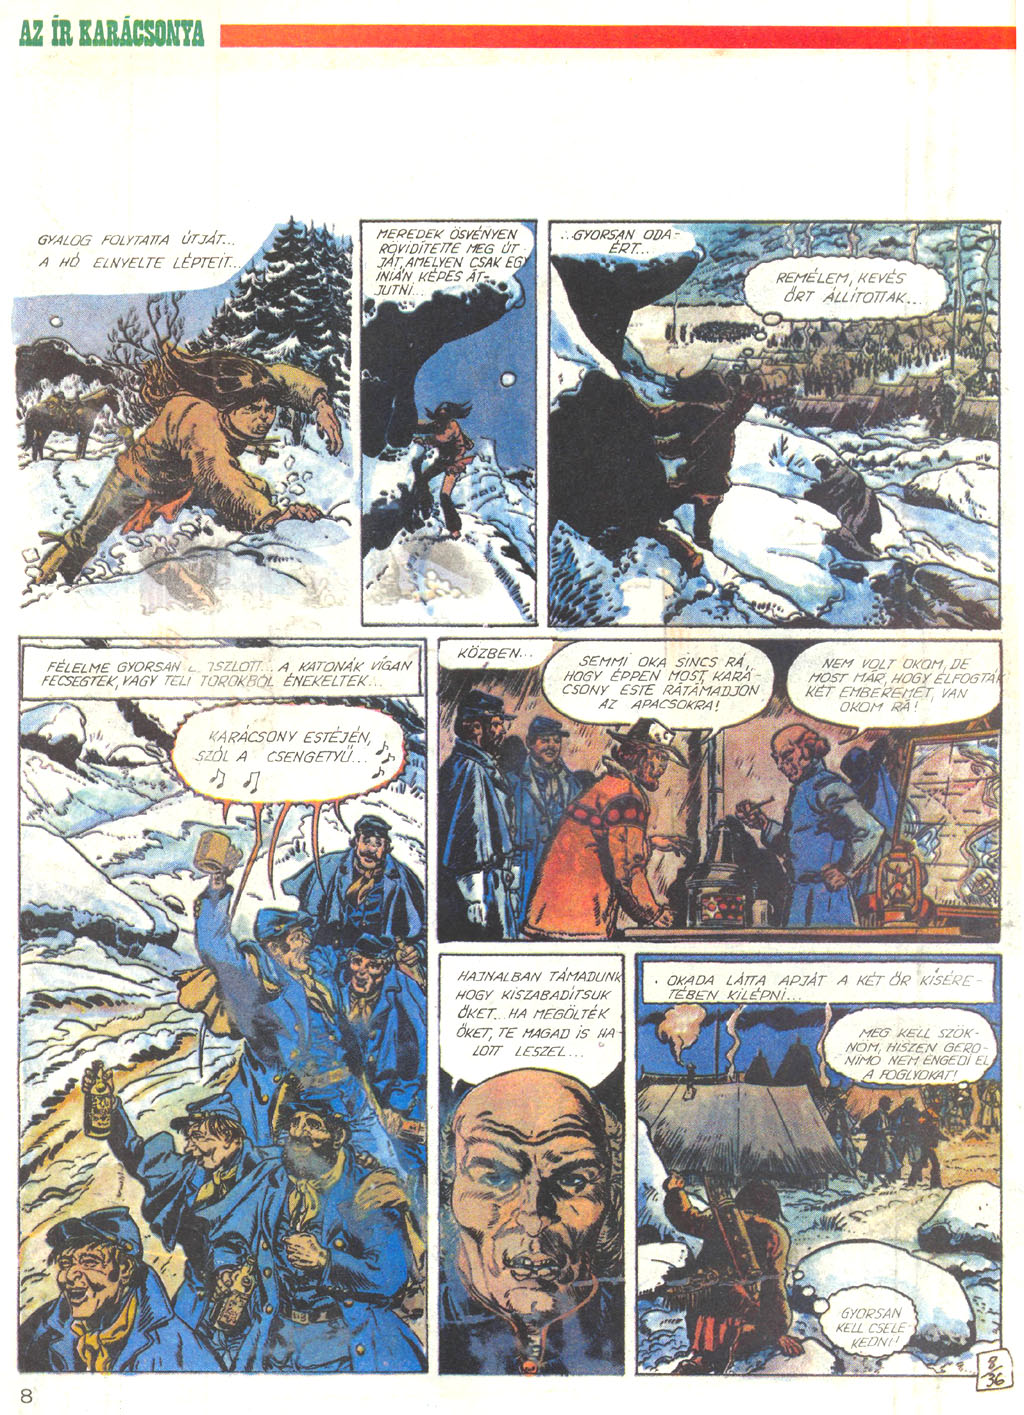 AZ ÍR KARÁCSONYA
GYALOG FOLYTATTA ÚTJÁT...
A HÓ ELNYELTE LÉPTEIT...
MEREDEK ÖSVÉNYEN
RÖVIDÍTETTE MEG ÚT-
JÁT, AMELYEN CSAK EGY
INIÁN KÉPES ÁT-
JUTNI...
...GYORSAN ODA-
ÉRT...
REMÉLEM, KEVÉS
ŐRT ÁLLÍTOTTAK...
FÉLELME GYORSAN ... A KATONÁK VÍGAN
FECSEGTEK, VAGY TELI TOROKBÓL ÉNEKELTEK...
KARÁCSONY ESTÉJÉN,
SZÓL A CSENGETYŰ...
KÖZBEN...
SEMMI OKA SINCS RÁ,
HOGY ÉPPEN MOST, KARÁ-
CSONY ESTE RÁTÁMADJON
AZ APACSOKRA!
NEM VOLT OKOM, DE
MOST MÁR, HOGY ELFOGTÁK
KÉT EMBEREMET, VAN
OKOM RÁ!
HAJNALBAN TÁMADUNK
HOGY KISZABADÍTSUK
ŐKET... HA MEGÖLTÉK
ŐKET, TE MAGAD IS HA-
LOTT LESZEL...
OKADA LÁTTA APJÁT A KÉT ŐR KÍSÉRE-
TÉBEN KILÉPNI...
MEG KELL SZÖK-
NÖM, HISZEN GERO-
NIMO NEM ENGEDI EL
A FOGLYOKAT!
GYORSAN
KELL CSELE-
KEDNI!
8/36
8